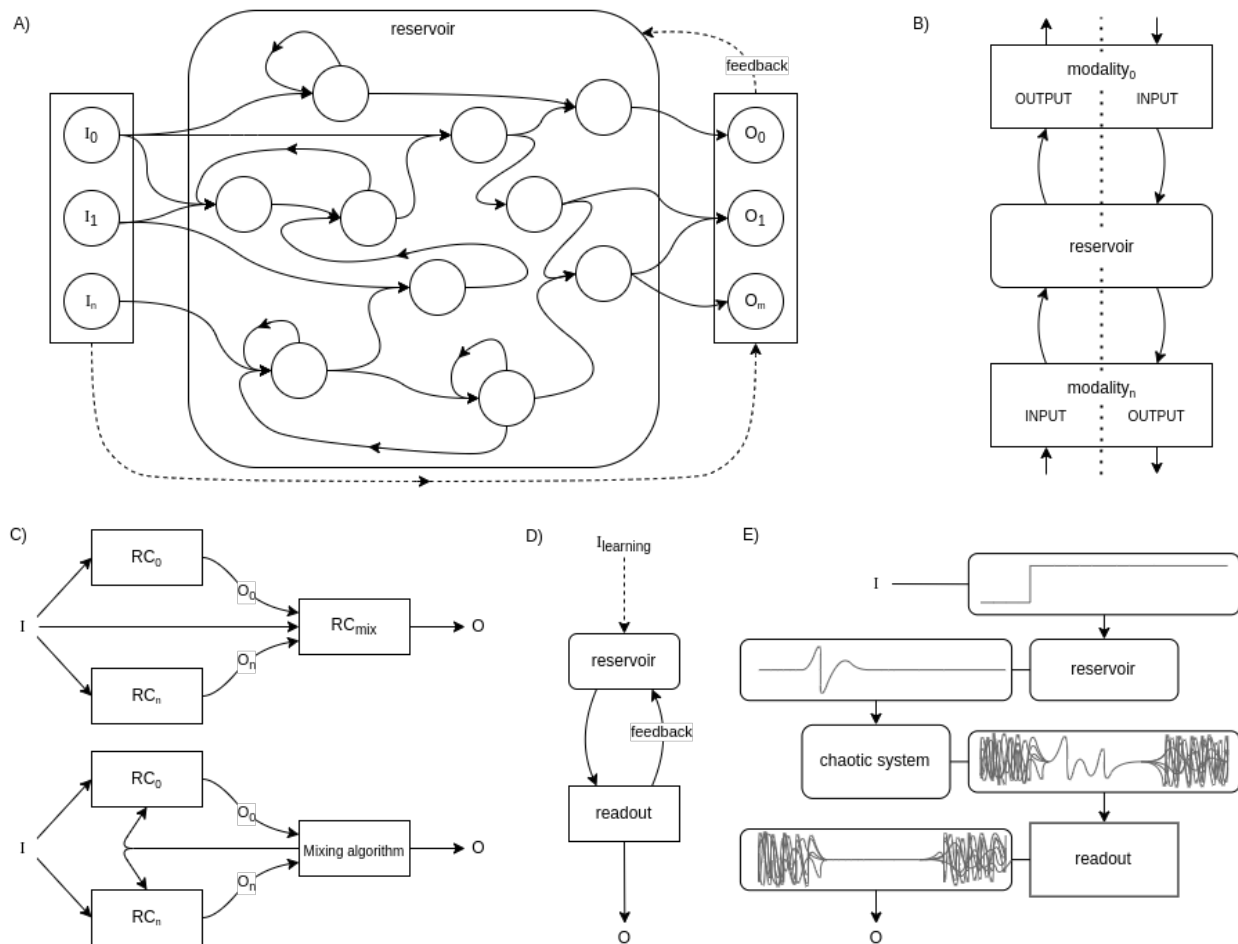 A)
reservoir
feedback
I₀
I₁
Iₙ
O₀
O₁
Oₘ
B)
modality₀
OUTPUT INPUT
reservoir
modalityₙ
INPUT OUTPUT
C)
I
RC₀
O₀
RCₙ
Oₙ
RCmix
O
I
RC₀
O₀
RCₙ
Oₙ
Mixing algorithm
O
D)
Ilearning
reservoir
feedback
readout
O
E)
I
reservoir
chaotic system
readout
O